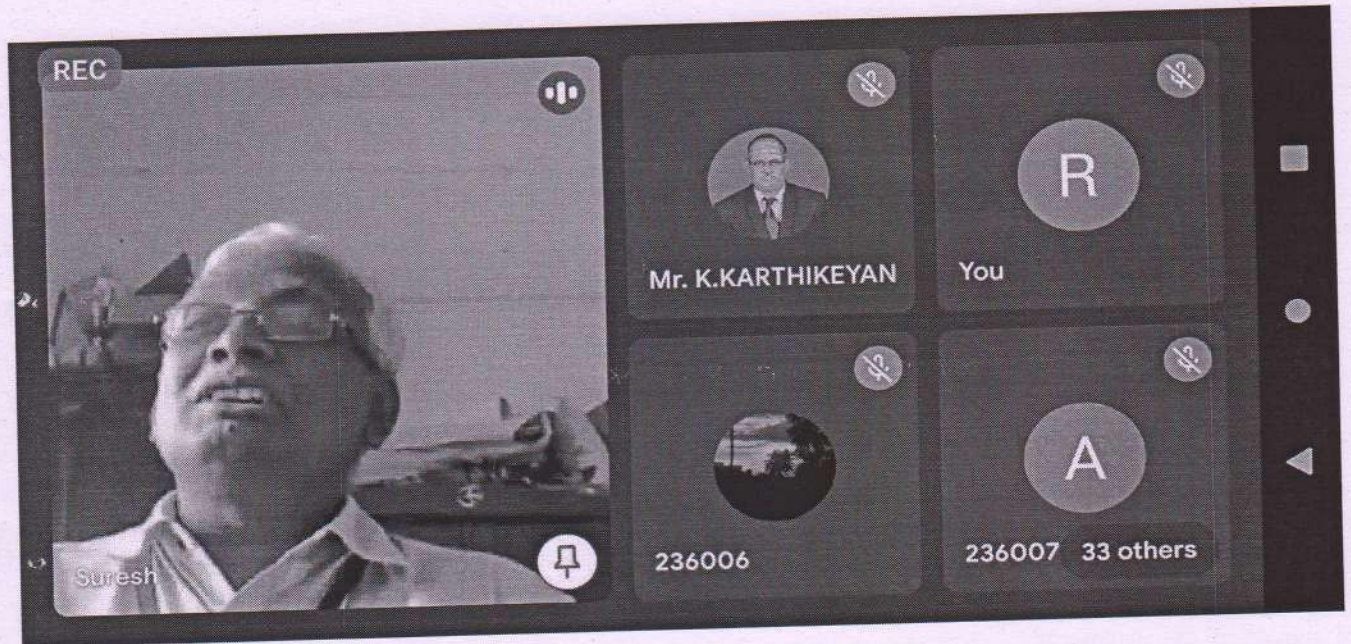 REC
Suresh
Mr. K.KARTHIKEYAN
R
You
236006
A
236007 33 others
ॐ